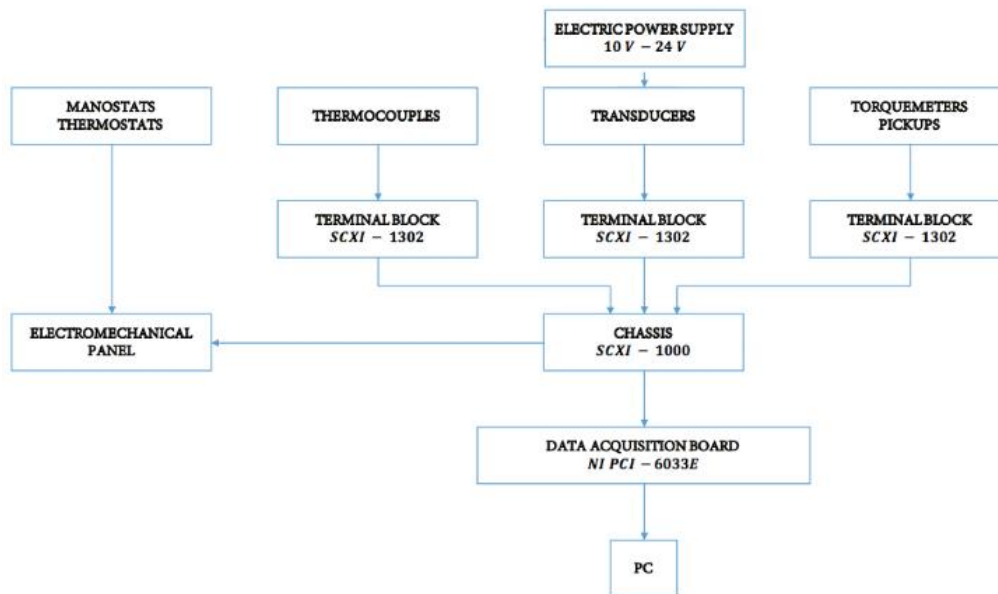 ELECTRIC POWER SUPPLY
10 V – 24 V
MANOSTATS
THERMOSTATS
THERMOCOUPLES
TRANSDUCERS
TORQUEMETERS
PICKUPS
TERMINAL BLOCK
SCXI – 1302
TERMINAL BLOCK
SCXI – 1302
TERMINAL BLOCK
SCXI – 1302
ELECTROMECHANICAL
PANEL
CHASSIS
SCXI – 1000
DATA ACQUISITION BOARD
NI PCI – 6033E
PC